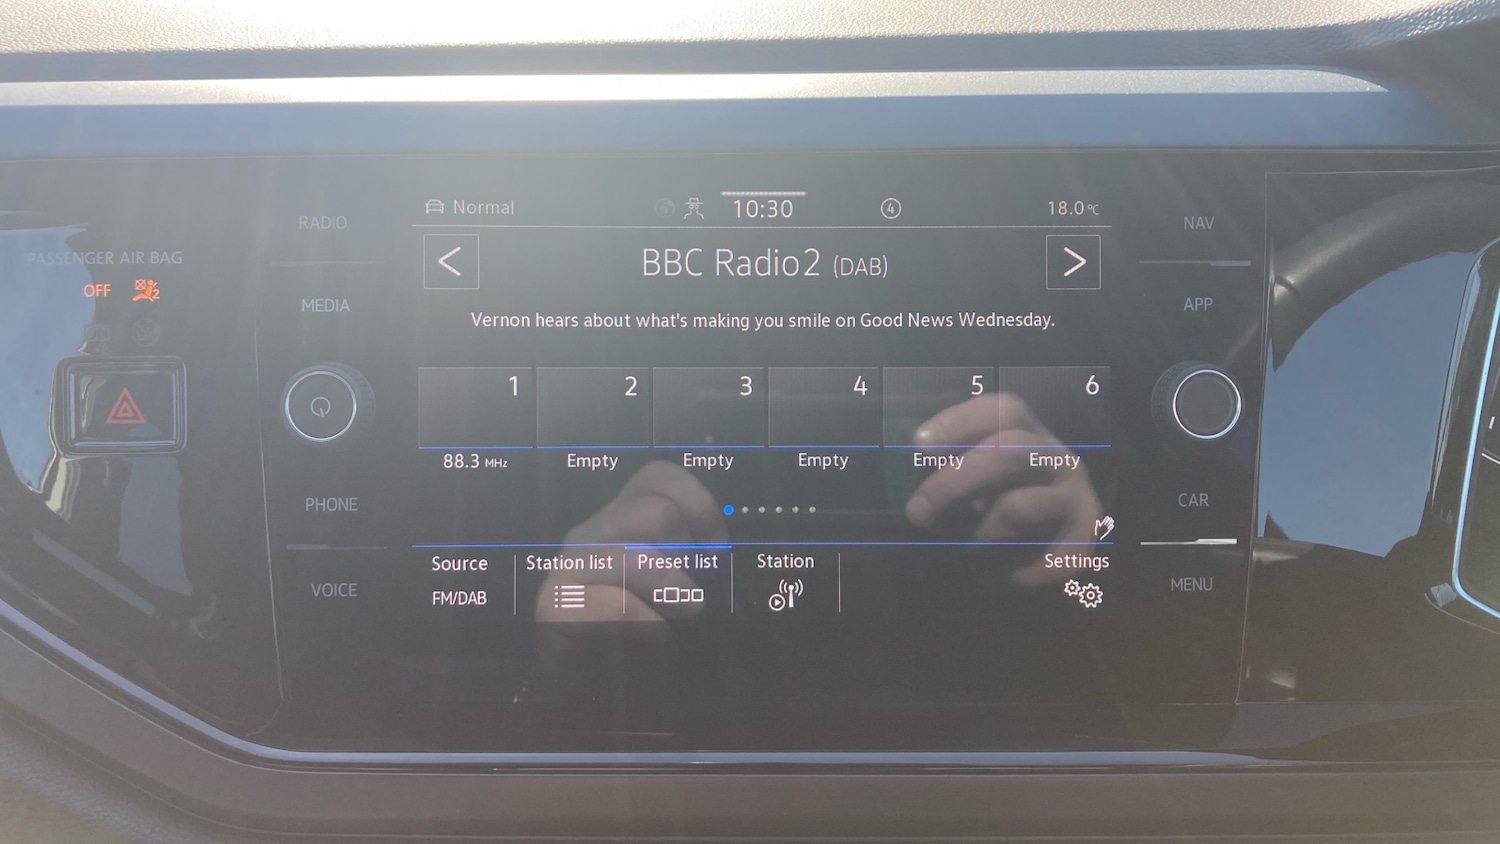 Normal 10:30 4 18.0 °C
RADIO
NAV
PASSENGER AIR BAG
OFF
BBC Radio2 (DAB)
MEDIA
APP
Vernon hears about what's making you smile on Good News Wednesday.
1 2 3 4 5 6
88.3 MHz Empty Empty Empty Empty Empty
PHONE
CAR
Source Station list Preset list Station Settings
FM/DAB
VOICE
MENU